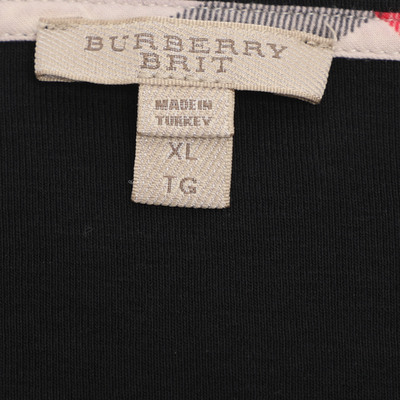 BURBERRY
BRIT
MADE IN
TURKEY
XL
TG